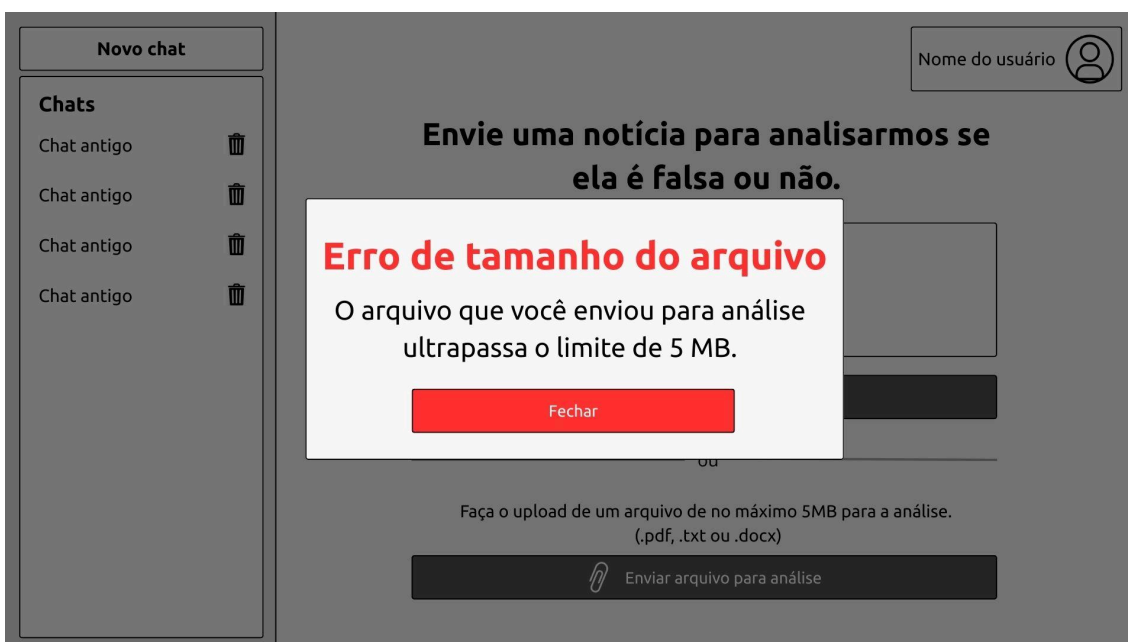 Novo chat
Chats
Chat antigo
Chat antigo
Chat antigo
Chat antigo
Nome do usuário
Envie uma notícia para analisarmos se
ela é falsa ou não.
Erro de tamanho do arquivo
O arquivo que você enviou para análise
ultrapassa o limite de 5 MB.
Fechar
ou
Faça o upload de um arquivo de no máximo 5MB para a análise.
(.pdf, .txt ou .docx)
Enviar arquivo para análise